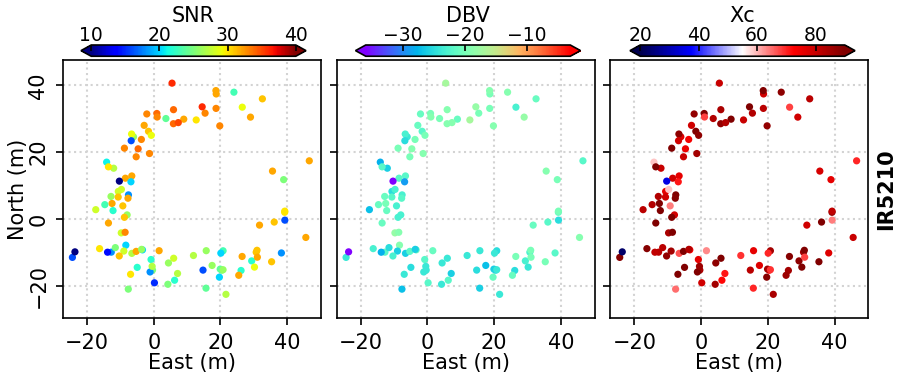 SNR DBV Xc
10 20 30 40 −30 −20 −10 20 40 60 80
40
20
0
−20
North (m)
IR5210
−20 0 20 40 −20 0 20 40 −20 0 20 40
East (m) East (m) East (m)